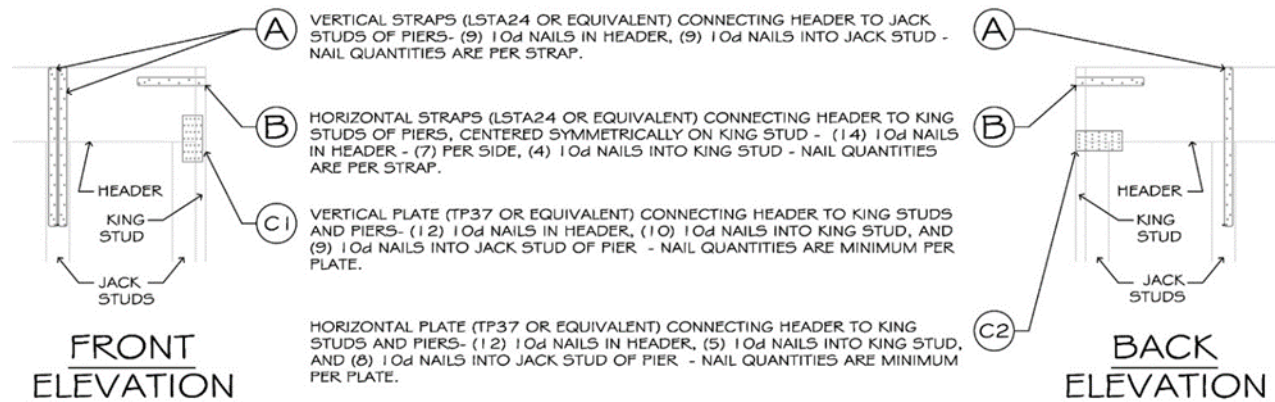 A
VERTICAL STRAPS (LSTA24 OR EQUIVALENT) CONNECTING HEADER TO JACK
STUDS OF PIERS- (9) 10d NAILS IN HEADER, (9) 10d NAILS INTO JACK STUD -
NAIL QUANTITIES ARE PER STRAP.
B
HORIZONTAL STRAPS (LSTA24 OR EQUIVALENT) CONNECTING HEADER TO KING
STUDS OF PIERS, CENTERED SYMMETRICALLY ON KING STUD - (14) 10d NAILS
IN HEADER - (7) PER SIDE, (4) 10d NAILS INTO KING STUD - NAIL QUANTITIES
ARE PER STRAP.
C1
VERTICAL PLATE (TP37 OR EQUIVALENT) CONNECTING HEADER TO KING STUDS
AND PIERS- (12) 10d NAILS IN HEADER, (10) 10d NAILS INTO KING STUD, AND
(9) 10d NAILS INTO JACK STUD OF PIER - NAIL QUANTITIES ARE MINIMUM PER
PLATE.
HORIZONTAL PLATE (TP37 OR EQUIVALENT) CONNECTING HEADER TO KING
STUDS AND PIERS- (12) 10d NAILS IN HEADER, (5) 10d NAILS INTO KING STUD,
AND (8) 10d NAILS INTO JACK STUD OF PIER - NAIL QUANTITIES ARE MINIMUM
PER PLATE.
HEADER
KING
STUD
JACK
STUDS
FRONT
ELEVATION
A
B
C2
HEADER
KING
STUD
JACK
STUDS
BACK
ELEVATION